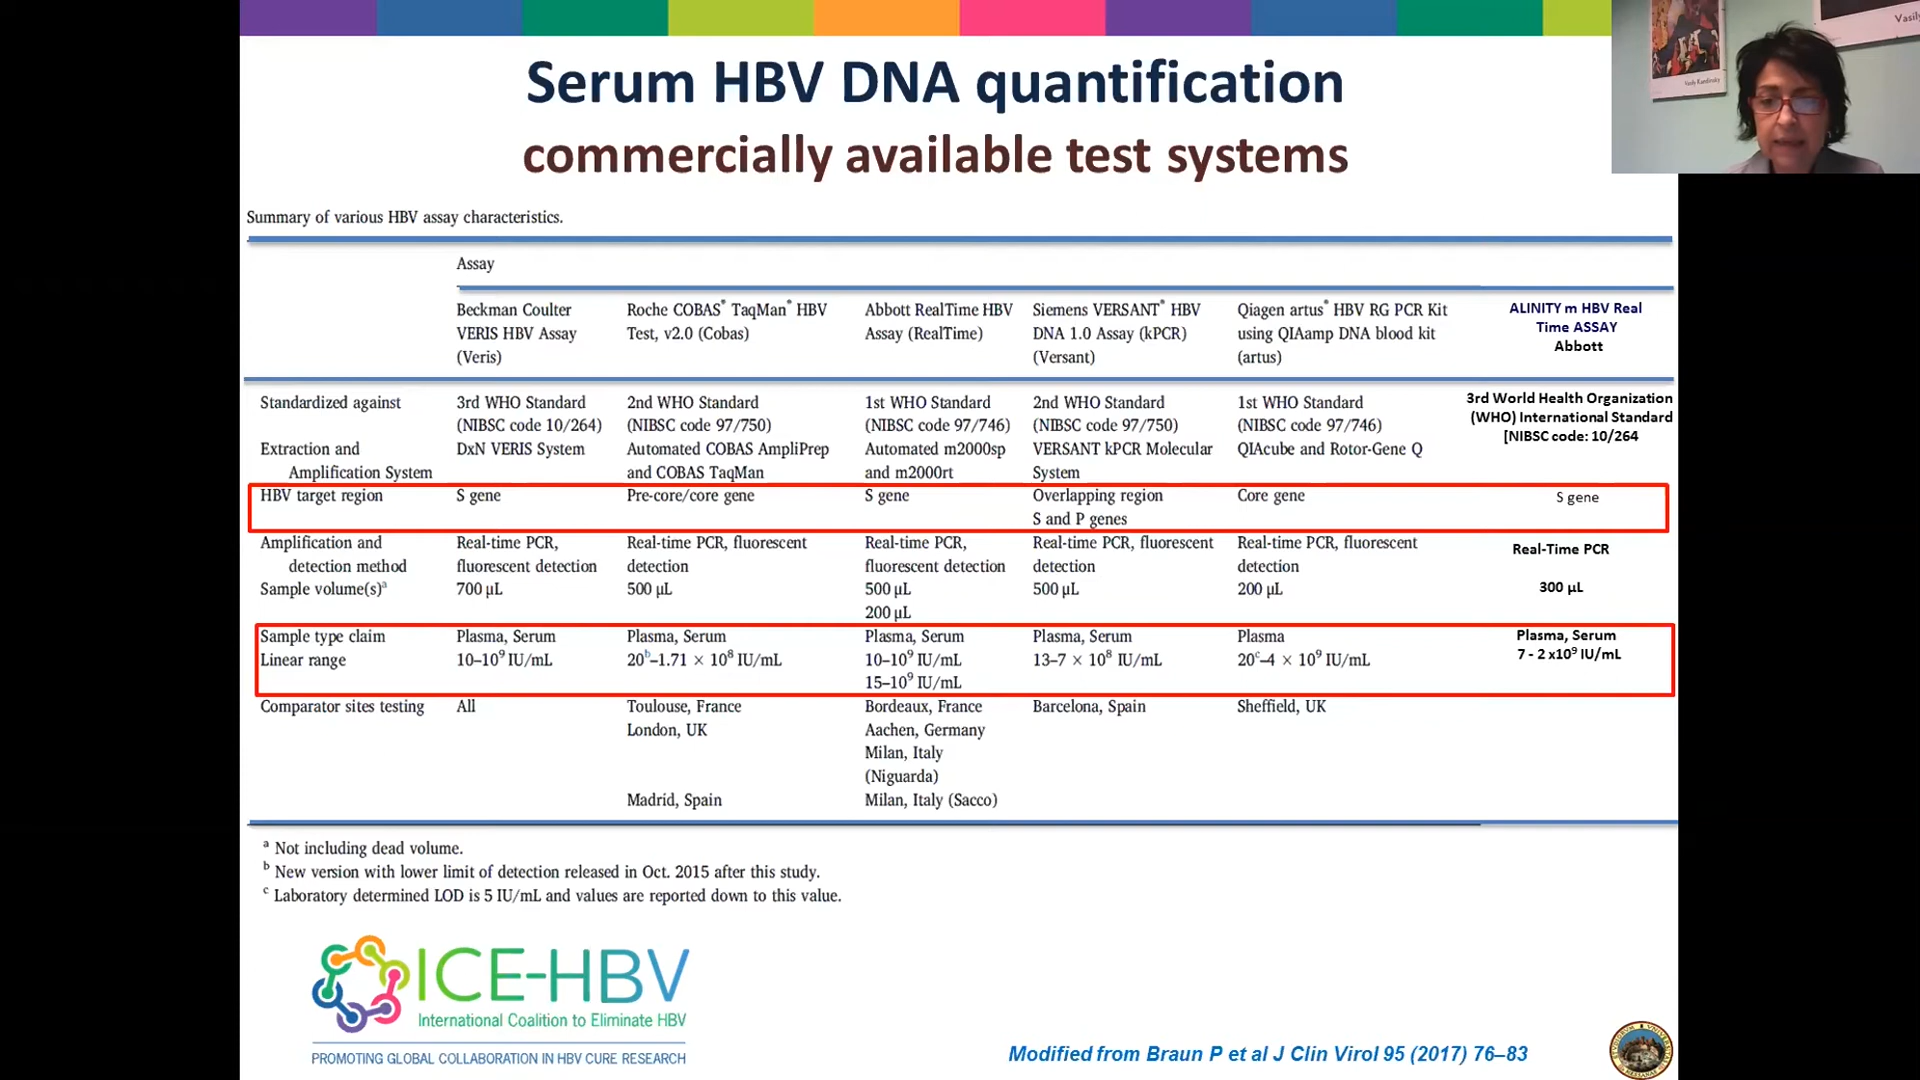 Serum HBV DNA quantification
commercially available test systems
Vasily Kandinsky
Vasily
Summary of various HBV assay characteristics.
Assay
Beckman Coulter VERIS HBV Assay (Veris)
Roche COBAS® TaqMan® HBV Test, v2.0 (Cobas)
Abbott RealTime HBV Assay (RealTime)
Siemens VERSANT® HBV DNA 1.0 Assay (kPCR) (Versant)
Qiagen artus® HBV RG PCR Kit using QIAamp DNA blood kit (artus)
ALINITY m HBV Real Time ASSAY Abbott
Standardized against
3rd WHO Standard (NIBSC code 10/264)
2nd WHO Standard (NIBSC code 97/750)
1st WHO Standard (NIBSC code 97/746)
2nd WHO Standard (NIBSC code 97/750)
1st WHO Standard (NIBSC code 97/746)
3rd World Health Organization (WHO) International Standard [NIBSC code: 10/264
Extraction and Amplification System
DxN VERIS System
Automated COBAS AmpliPrep and COBAS TaqMan
Automated m2000sp and m2000rt
VERSANT kPCR Molecular System
QIAcube and Rotor-Gene Q
HBV target region
S gene
Pre-core/core gene
S gene
Overlapping region S and P genes
Core gene
S gene
Amplification and detection method
Real-time PCR, fluorescent detection
Real-time PCR, fluorescent detection
Real-time PCR, fluorescent detection
Real-time PCR, fluorescent detection
Real-time PCR, fluorescent detection
Real-Time PCR
Sample volume(s)ᵃ
700 μL
500 μL
500 μL
200 μL
500 μL
200 μL
300 μL
Sample type claim
Plasma, Serum
Plasma, Serum
Plasma, Serum
Plasma, Serum
Plasma
Plasma, Serum
Linear range
10–10⁹ IU/mL
20ᵇ–1.71 × 10⁸ IU/mL
10–10⁹ IU/mL
15–10⁹ IU/mL
13–7 × 10⁸ IU/mL
20ᶜ–4 × 10⁹ IU/mL
7 - 2 x10⁹ IU/mL
Comparator sites testing
All
Toulouse, France
London, UK
Madrid, Spain
Bordeaux, France
Aachen, Germany
Milan, Italy
(Niguarda)
Milan, Italy (Sacco)
Barcelona, Spain
Sheffield, UK
ᵃ Not including dead volume.
ᵇ New version with lower limit of detection released in Oct. 2015 after this study.
ᶜ Laboratory determined LOD is 5 IU/mL and values are reported down to this value.
ICE-HBV
International Coalition to Eliminate HBV
PROMOTING GLOBAL COLLABORATION IN HBV CURE RESEARCH
Modified from Braun P et al J Clin Virol 95 (2017) 76–83